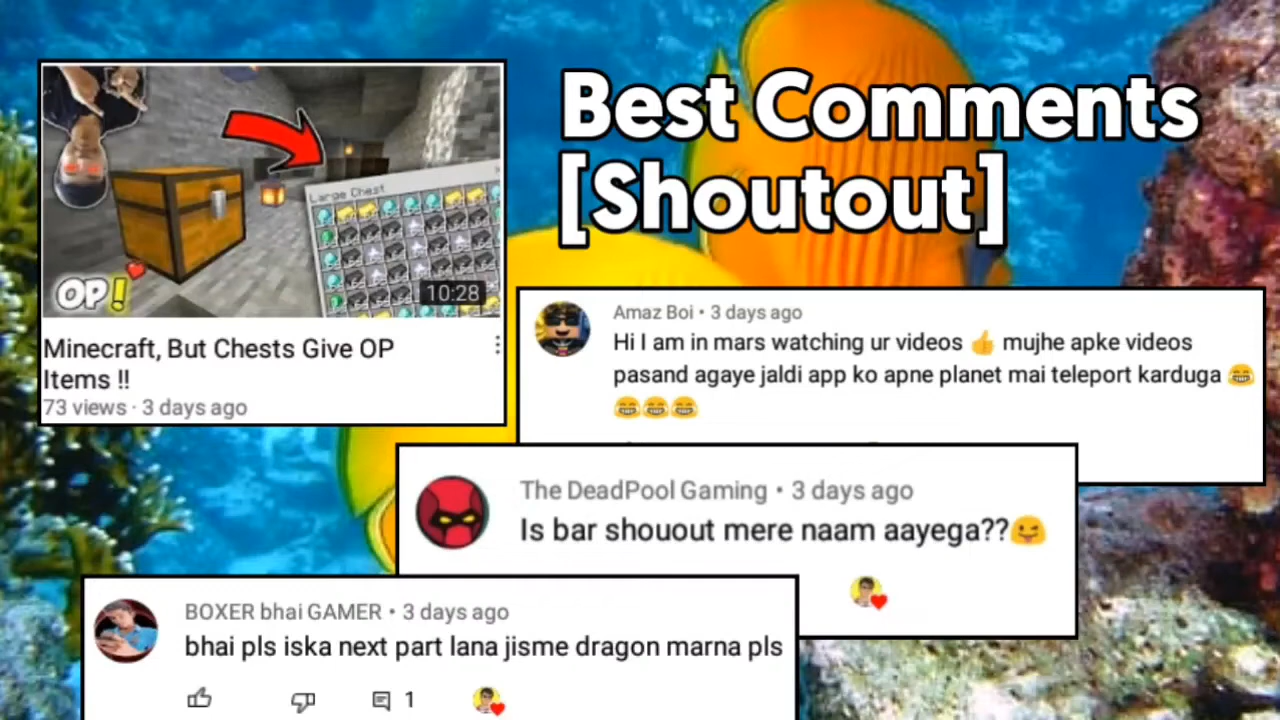 Best Comments
[Shoutout]
Large Chest
OP!
10:28
Minecraft, But Chests Give OP
Items !!
73 views · 3 days ago
Amaz Boi • 3 days ago
Hi I am in mars watching ur videos 👍 mujhe apke videos
pasand agaye jaldi app ko apne planet mai teleport karduga 😂
😂😂😂
The DeadPool Gaming • 3 days ago
Is bar shouout mere naam aayega??😜
BOXER bhai GAMER • 3 days ago
bhai pls iska next part lana jisme dragon marna pls
1